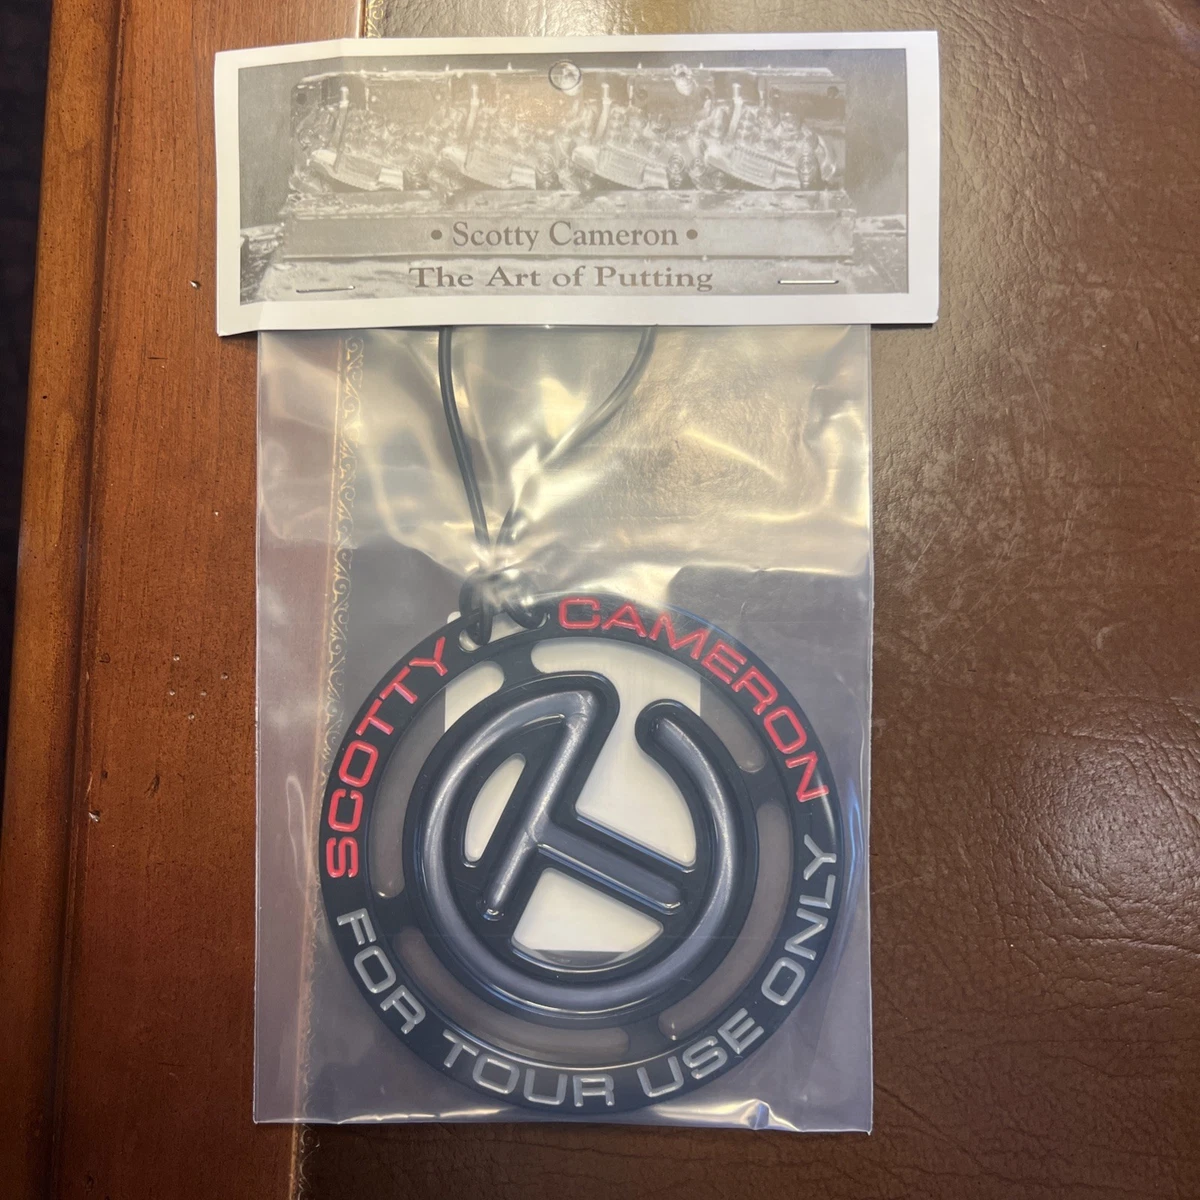 • Scotty Cameron •
The Art of Putting
SCOTTY CAMERON
FOR TOUR USE ONLY